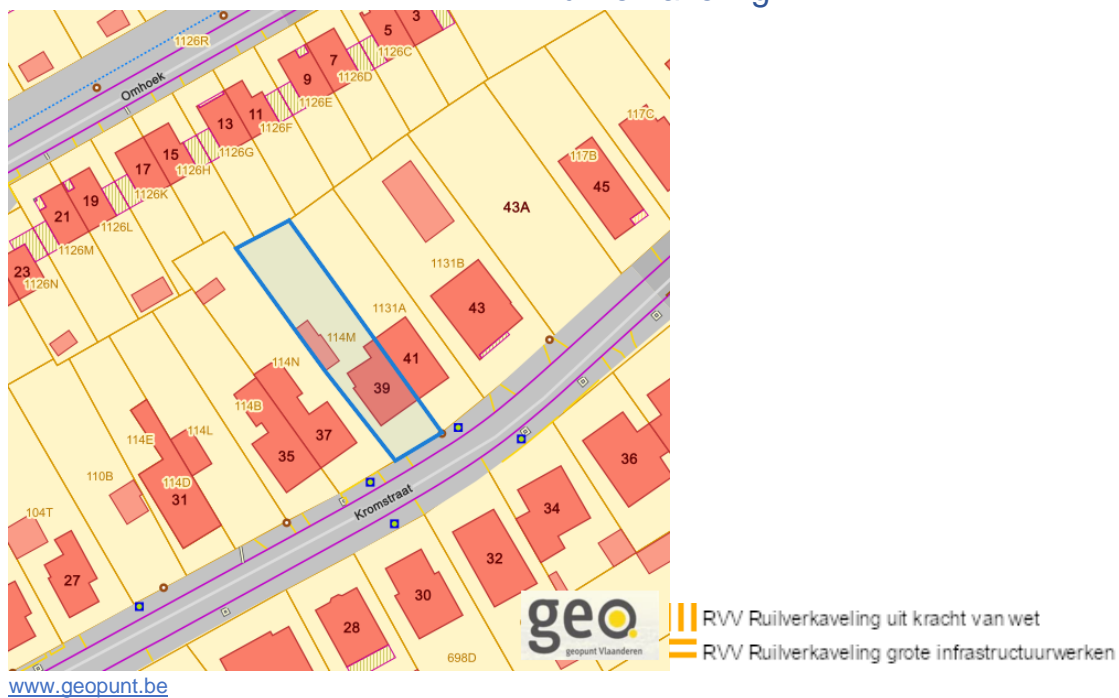 1126R
5
3
1126C
7
9
1126D
Omhoek
1126E
13
11
1126F
117C
17
15
1126G
117B
1126H
45
21
19
1126K
43A
1126L
1126M
23
1126N
1131B
1131A
43
114M
41
114N
39
114B
37
114E
114L
35
36
110B
114D
31
Kromstraat
34
104T
32
27
30
28
698D
geo.
geopunt Vlaanderen
RVV Ruilverkaveling uit kracht van wet
RVV Ruilverkaveling grote infrastructuurwerken
www.geopunt.be